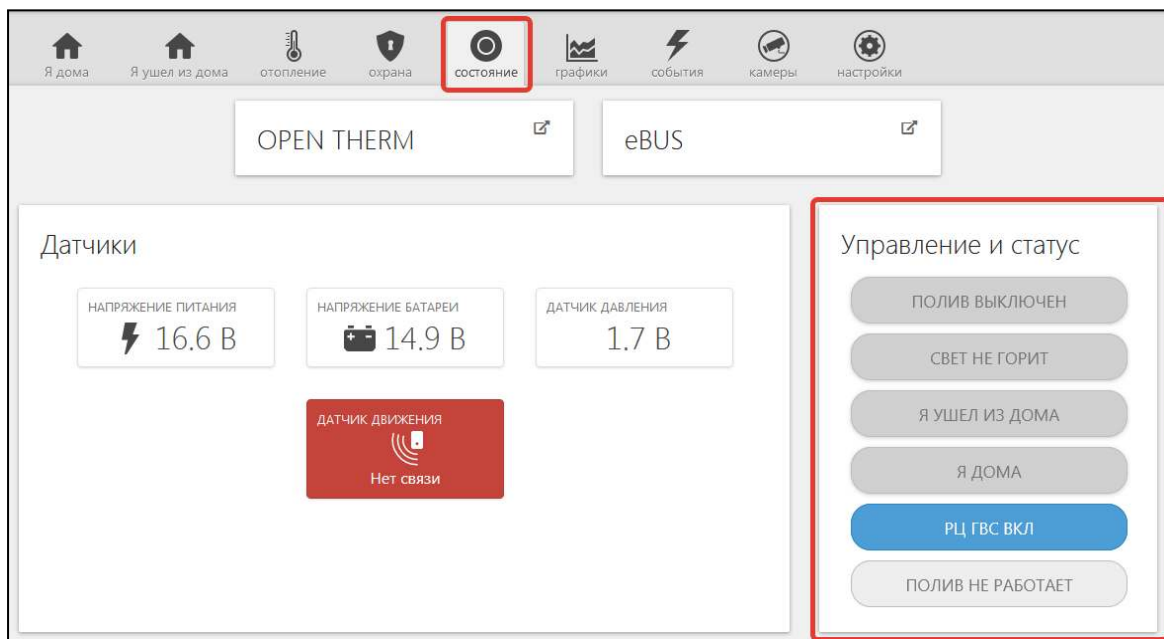 Я дома
Я ушел из дома
отопление
охрана
состояние
графики
события
камеры
настройки
OPEN THERM
eBUS
Датчики
НАПРЯЖЕНИЕ ПИТАНИЯ
16.6 В
НАПРЯЖЕНИЕ БАТАРЕИ
14.9 В
ДАТЧИК ДАВЛЕНИЯ
1.7 В
ДАТЧИК ДВИЖЕНИЯ
Нет связи
Управление и статус
ПОЛИВ ВЫКЛЮЧЕН
СВЕТ НЕ ГОРИТ
Я УШЕЛ ИЗ ДОМА
Я ДОМА
РЦ ГВС ВКЛ
ПОЛИВ НЕ РАБОТАЕТ